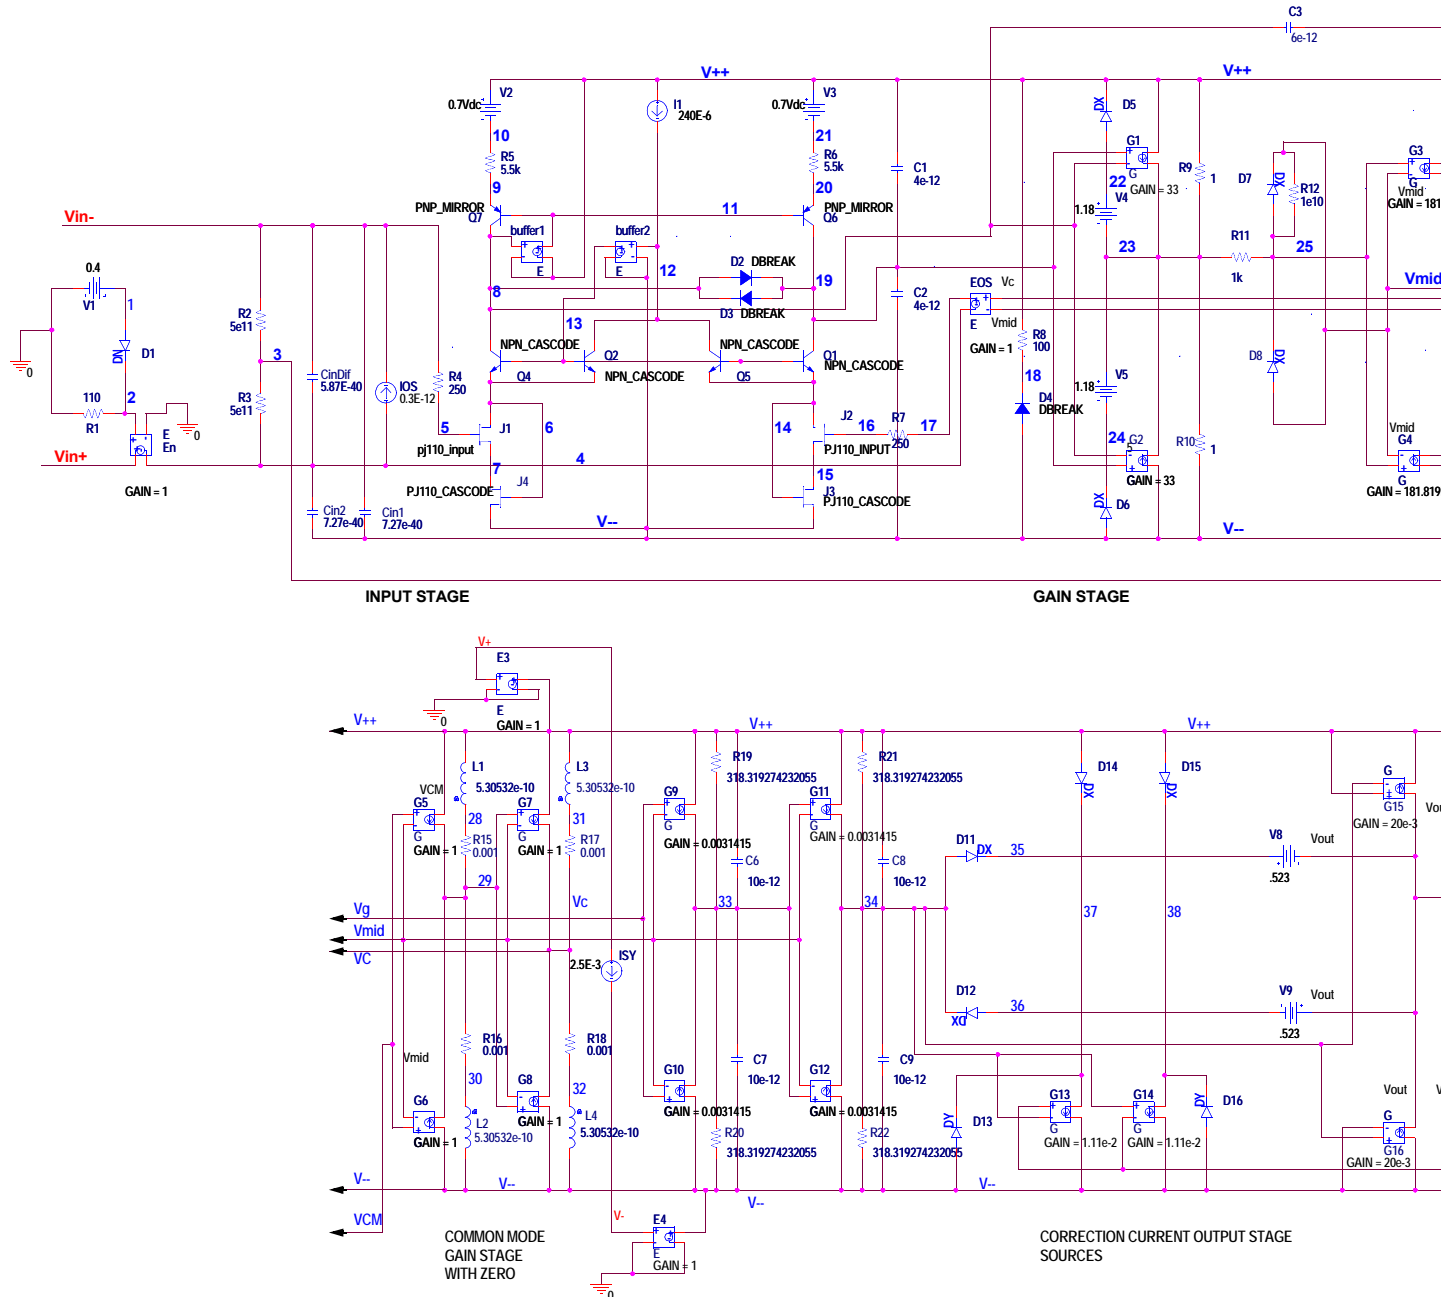 C3
6e-12
V++
V++
V2
0.7Vdc
I1
240E-6
V3
0.7Vdc
DX
D5
10
21
R5
5.5k
R6
5.5k
G1
G
GAIN = 33
C1
4e-12
R9
1
D7
DX
R12
1e10
G3
G
Vmid
GAIN = 181
9
20
22
V4
1.18
PNP_MIRROR
Q7
11
PNP_MIRROR
Q6
Vin-
buffer1
E
buffer2
E
12
23
R11
1k
25
0.4
V1
1
D2
DBREAK
D3
DBREAK
19
8
C2
4e-12
EOS
E
Vc
Vmid
GAIN = 1
Vmid
R2
5e11
13
R8
100
DN
D1
NPN_CASCODE
Q4
Q2
NPN_CASCODE
NPN_CASCODE
Q1
NPN_CASCODE
Q5
D8
DX
0
3
CinDif
5.87E-40
IOS
0.3E-12
R4
250
18
V5
1.18
R3
5e11
110
R1
2
D4
DBREAK
E
En
0
5
J1
pj110_input
6
14
J2
PJ110_INPUT
16
R7
250
17
24
G2
G
GAIN = 33
R10
1
Vmid
G4
G
GAIN = 181.819
Vin+
4
GAIN = 1
7
PJ110_CASCODE
J4
15
J3
PJ110_CASCODE
DX
D6
Cin2
7.27e-40
Cin1
7.27e-40
V--
V--
INPUT STAGE
GAIN STAGE
V+
E3
E
GAIN = 1
0
V++
V++
V++
L1
5.30532e-10
L3
5.30532e-10
R19
318.319274232055
R21
318.319274232055
D14
DX
D15
DX
G
G15
GAIN = 20e-3
VCM
G5
G
GAIN = 1
G7
G
GAIN = 1
G9
G
GAIN = 0.0031415
G11
G
GAIN = 0.0031415
28
31
R15
0.001
R17
0.001
C6
10e-12
C8
10e-12
D11
DX
35
V8
.523
Vout
29
Vg
Vc
33
34
37
38
Vmid
VC
2.5E-3
ISY
D12
DX
36
V9
.523
Vout
R16
0.001
R18
0.001
Vmid
C7
10e-12
C9
10e-12
30
32
G6
G
GAIN = 1
G8
G
GAIN = 1
G10
GAIN = 0.0031415
G12
G
GAIN = 0.0031415
G13
G
GAIN = 1.11e-2
G14
G
GAIN = 1.11e-2
DY
D13
DY
D16
Vout
G
G16
GAIN = 20e-3
L2
5.30532e-10
L4
5.30532e-10
R20
318.319274232055
R22
318.319274232055
V--
V--
V--
V--
VCM
V-
E4
E
GAIN = 1
0
COMMON MODE
GAIN STAGE
WITH ZERO
CORRECTION CURRENT OUTPUT STAGE
SOURCES